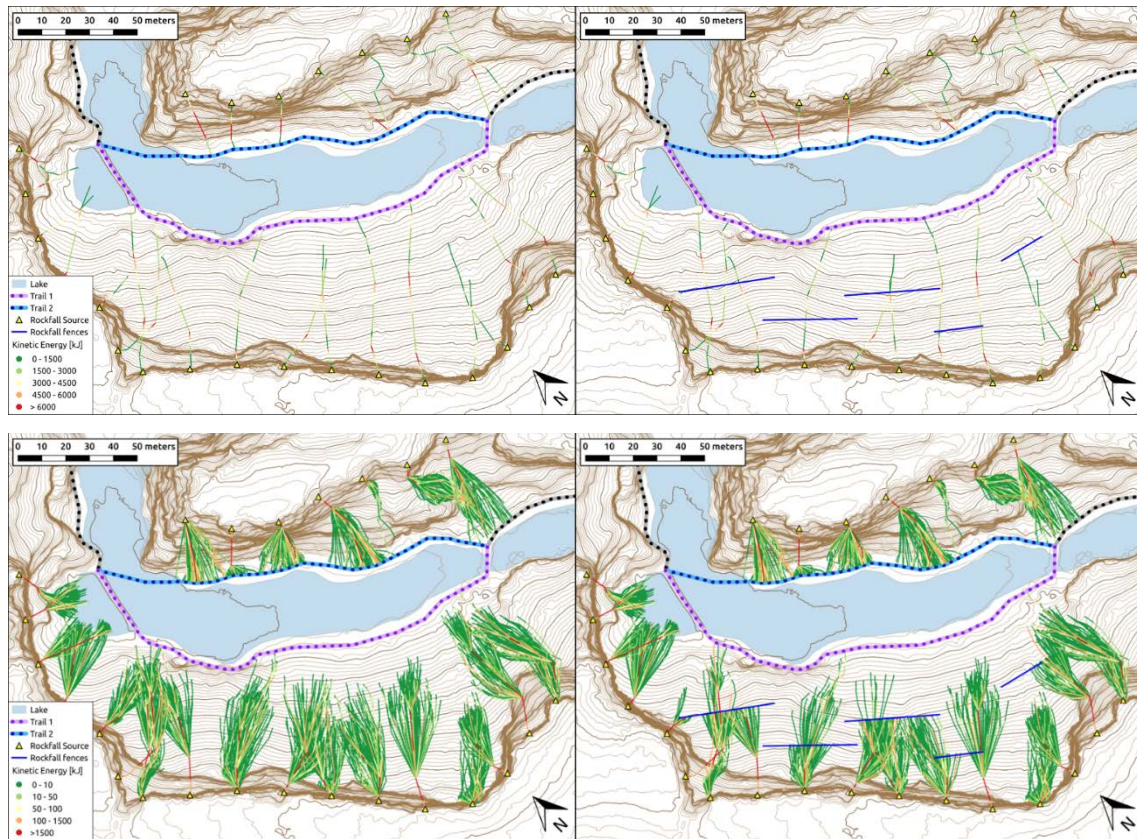 0 10 20 30 40 50 meters
0 10 20 30 40 50 meters
Lake
Trail 1
Trail 2
Rockfall Source
Rockfall fences
Kinetic Energy [kJ]
0 - 1500
1500 - 3000
3000 - 4500
4500 - 6000
> 6000
N
N
0 10 20 30 40 50 meters
0 10 20 30 40 50 meters
Lake
Trail 1
Trail 2
Rockfall Source
Rockfall fences
Kinetic Energy [kJ]
0 - 10
10 - 50
50 - 100
100 - 1500
>1500
N
N